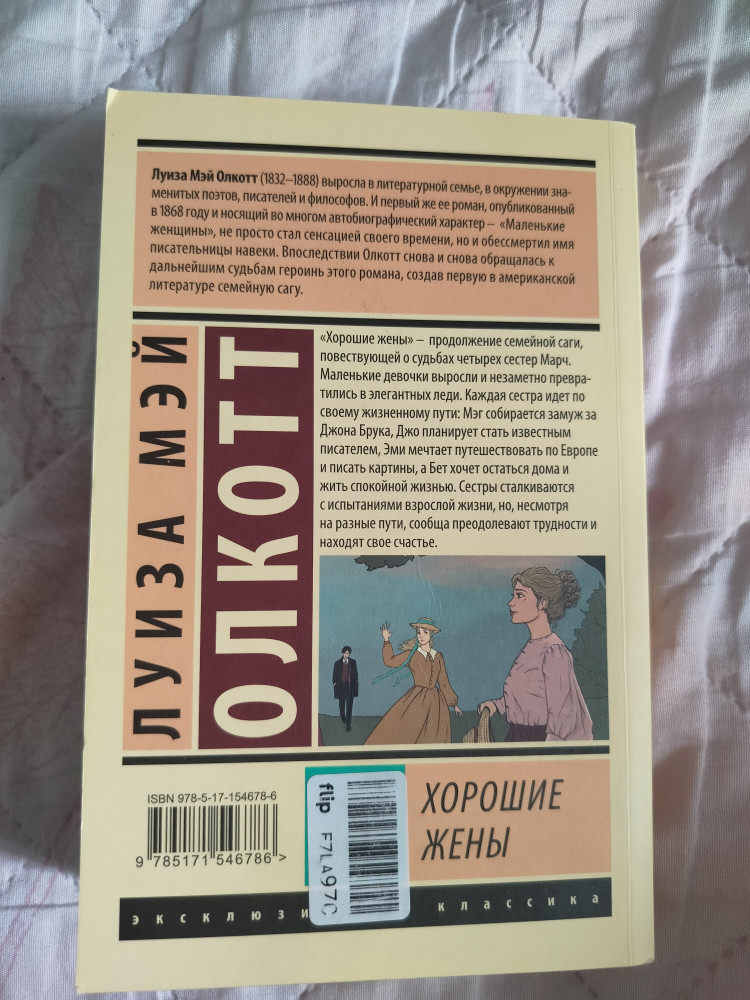 Луиза Мэй Олкотт (1832–1888) выросла в литературной семье, в окружении зна-
менитых поэтов, писателей и философов. И первый же ее роман, опубликованный
в 1868 году и носящий во многом автобиографический характер – «Маленькие
женщины», не просто стал сенсацией своего времени, но и обессмертил имя
писательницы навеки. Впоследствии Олкотт снова и снова обращалась к
дальнейшим судьбам героинь этого романа, создав первую в американской
литературе семейную сагу.
ЛУИЗА МЭЙ
ОЛКОТТ
«Хорошие жены» – продолжение семейной саги,
повествующей о судьбах четырех сестер Марч.
Маленькие девочки выросли и незаметно превра-
тились в элегантных леди. Каждая сестра идет по
своему жизненному пути: Мэг собирается замуж за
Джона Брука, Джо планирует стать известным
писателем, Эми мечтает путешествовать по Европе
и писать картины, а Бет хочет остаться дома и
жить спокойной жизнью. Сестры сталкиваются
с испытаниями взрослой жизни, но, несмотря
на разные пути, сообща преодолевают трудности и
находят свое счастье.
ISBN 978-5-17-154678-6
9 785171 546786 >
flip F7LA97C
ХОРОШИЕ
ЖЕНЫ
эксклюзи классика